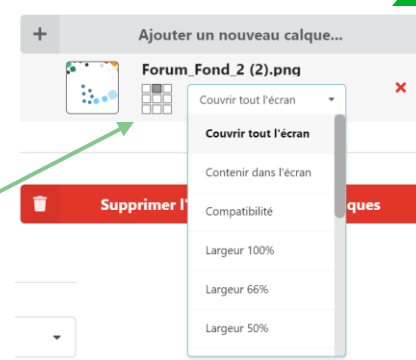 + Ajouter un nouveau calque...
Forum_Fond_2 (2).png
Couvrir tout l'écran
×
Couvrir tout l'écran
Contenir dans l'écran
Compatibilité
Supprimer l' ques
Largeur 100%
Largeur 66%
Largeur 50%